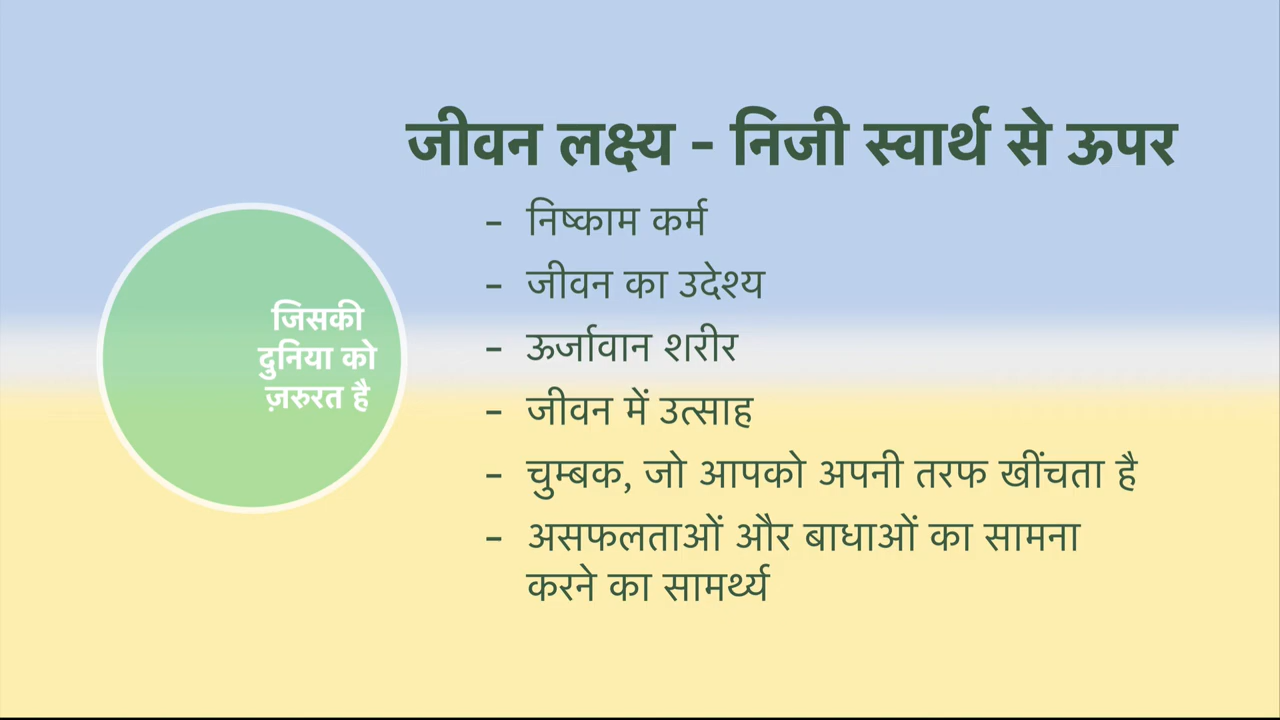 जीवन लक्ष्य - निजी स्वार्थ से ऊपर
- निष्काम कर्म
- जीवन का उदेश्य
- ऊर्जावान शरीर
- जीवन में उत्साह
- चुम्बक, जो आपको अपनी तरफ खींचता है
- असफलताओं और बाधाओं का सामना
करने का सामर्थ्य
जिसकी
दुनिया को
ज़रुरत है